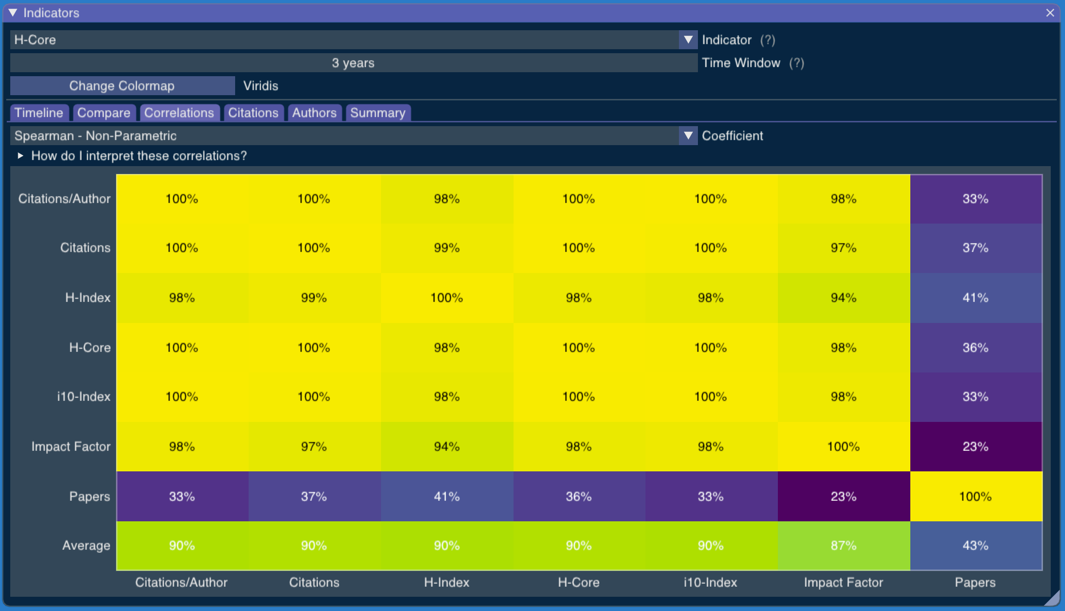 Indicators
H-Core Indicator (?)
3 years Time Window (?)
Change Colormap Viridis
Timeline Compare Correlations Citations Authors Summary
Spearman - Non-Parametric Coefficient
How do I interpret these correlations?
Citations/Author 100% 100% 98% 100% 100% 98% 33%
Citations 100% 100% 99% 100% 100% 97% 37%
H-Index 98% 99% 100% 98% 98% 94% 41%
H-Core 100% 100% 98% 100% 100% 98% 36%
i10-Index 100% 100% 98% 100% 100% 98% 33%
Impact Factor 98% 97% 94% 98% 98% 100% 23%
Papers 33% 37% 41% 36% 33% 23% 100%
Average 90% 90% 90% 90% 90% 87% 43%
Citations/Author Citations H-Index H-Core i10-Index Impact Factor Papers